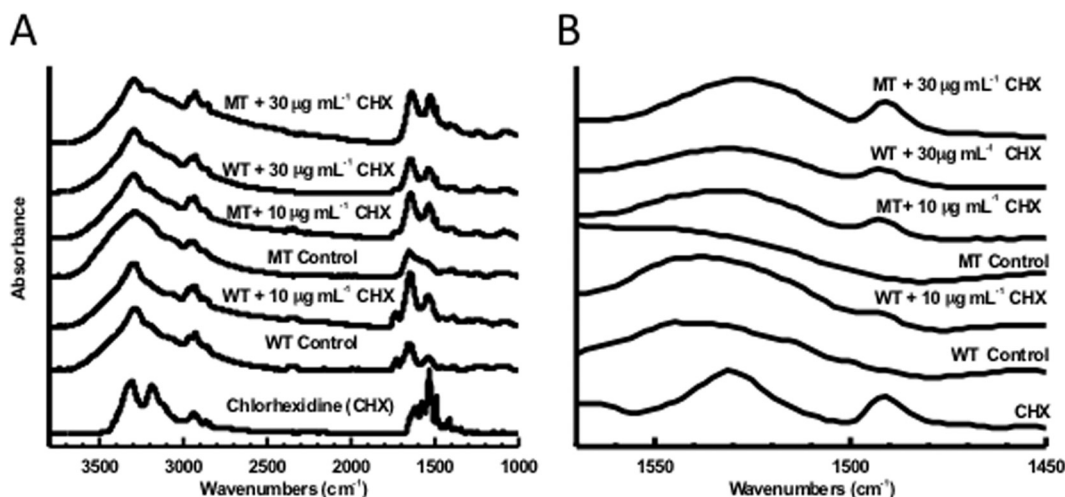 A
B
MT + 30 µg mL⁻¹ CHX
WT + 30 µg mL⁻¹ CHX
MT+ 10 µg mL⁻¹ CHX
MT Control
WT + 10 µg mL⁻¹ CHX
WT Control
Chlorhexidine (CHX)
Absorbance
3500 3000 2500 2000 1500 1000
Wavenumbers (cm⁻¹)
MT + 30 µg mL⁻¹ CHX
WT + 30µg mL⁻¹ CHX
MT+ 10 µg mL⁻¹ CHX
MT Control
WT + 10 µg mL⁻¹ CHX
WT Control
CHX
1550 1500 1450
Wavenumbers (cm⁻¹)